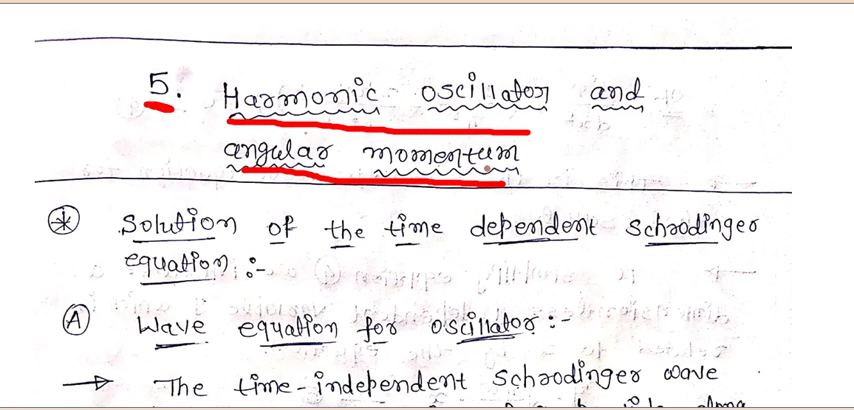 5. Harmonic oscillator and
angular momentum
* Solution of the time dependent Schrodinger
equation :-
A Wave equation for oscillator :-
→ The time-independent Schrodinger wave